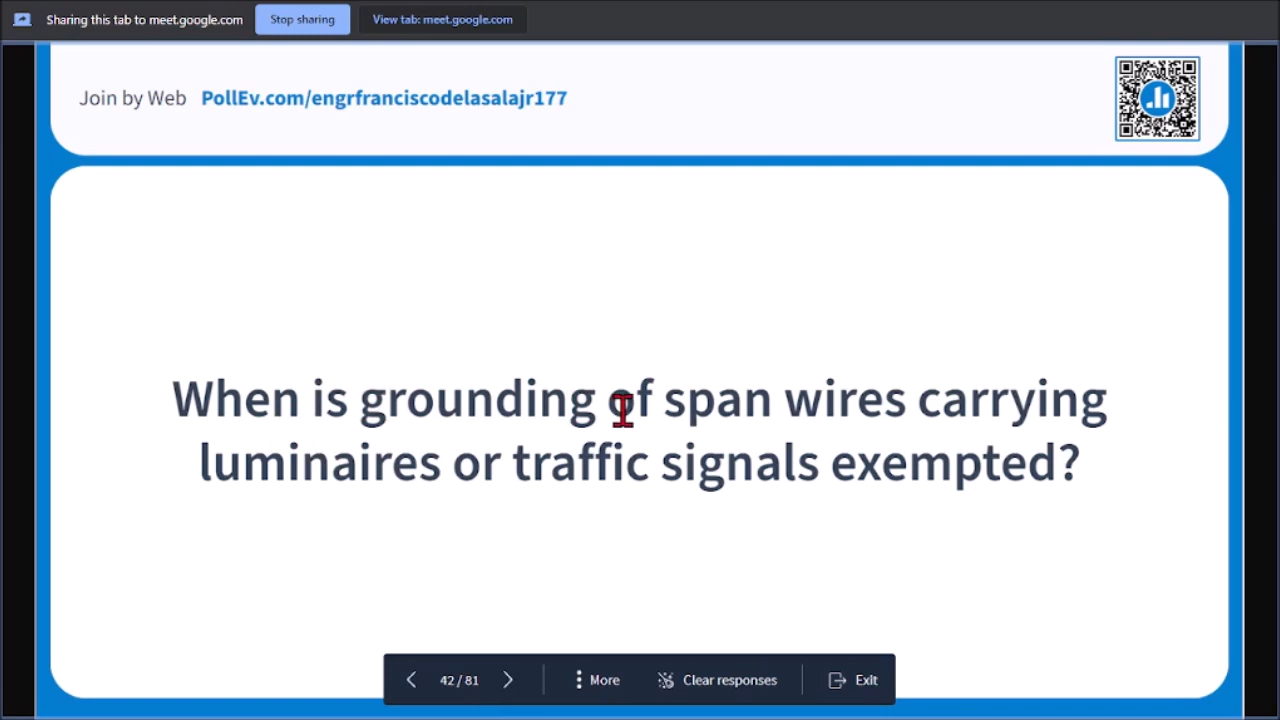 Sharing this tab to meet.google.com Stop sharing View tab: meet.google.com
Join by Web PollEv.com/engrfranciscodelasalajr177
When is grounding of span wires carrying
luminaires or traffic signals exempted?
42 / 81 More Clear responses Exit